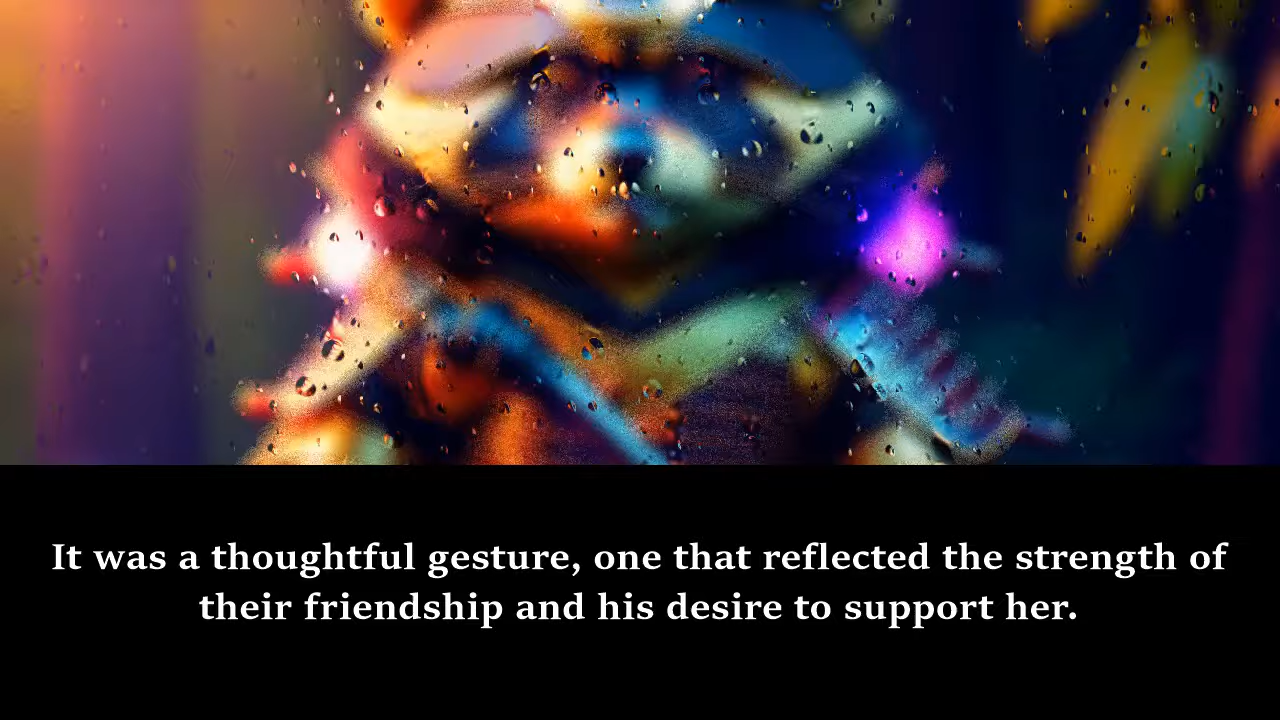 It was a thoughtful gesture, one that reflected the strength of
their friendship and his desire to support her.